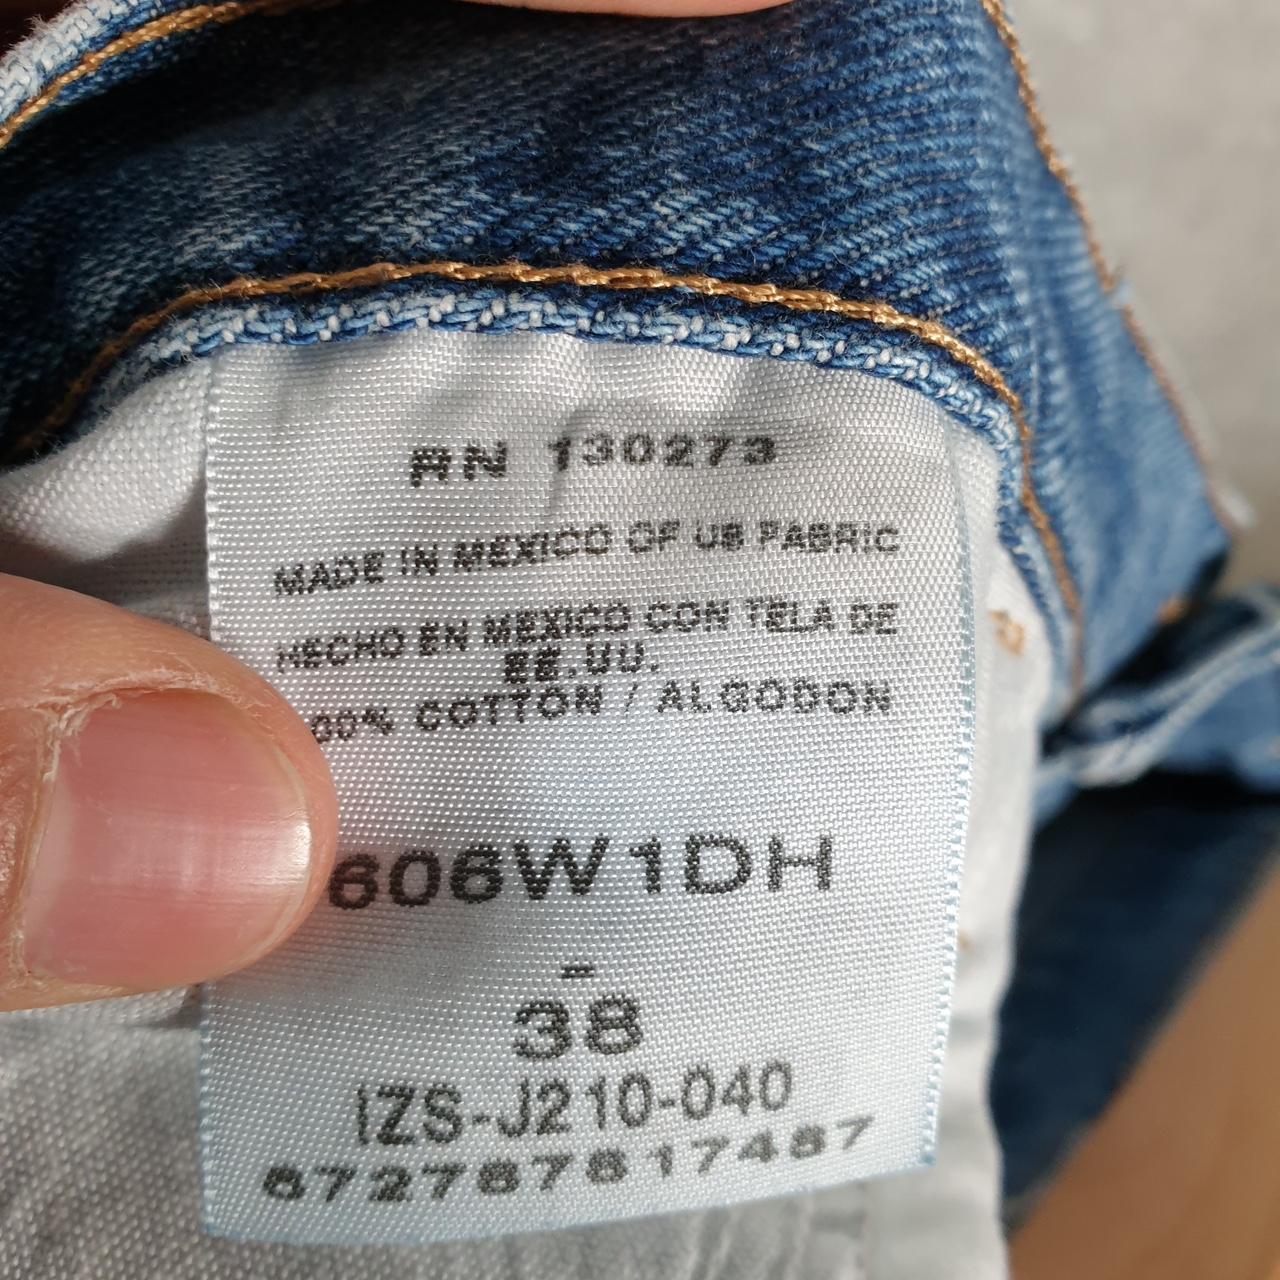 RN 130273
MADE IN MEXICO OF US FABRIC
HECHO EN MEXICO CON TELA DE
EE.UU.
00% COTTON / ALGODON
606W1DH
-
38
IZS-J210-040